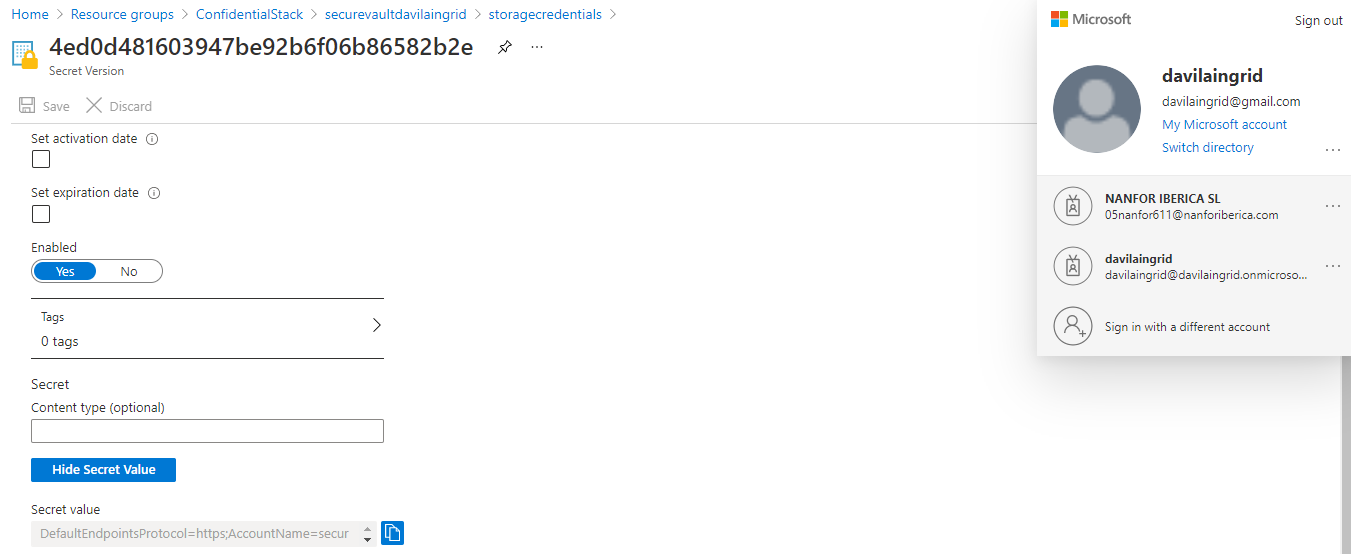 Home > Resource groups > ConfidentialStack > securevaultdavilaingrid > storagecredentials >
4ed0d481603947be92b6f06b86582b2e
Secret Version
Save Discard
Set activation date
Set expiration date
Enabled
Yes No
Tags
0 tags
Secret
Content type (optional)
Hide Secret Value
Secret value
DefaultEndpointsProtocol=https;AccountName=secur
Microsoft
Sign out
davilaingrid
davilaingrid@gmail.com
My Microsoft account
Switch directory
NANFOR IBERICA SL
05nanfor611@nanforiberica.com
davilaingrid
davilaingrid@davilaingrid.onmicroso...
Sign in with a different account